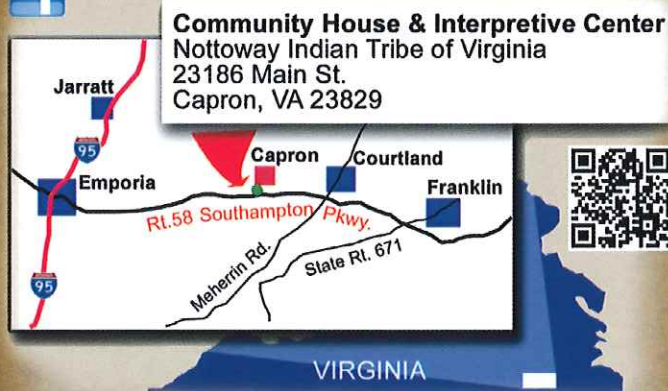 Community House & Interpretive Center
Nottoway Indian Tribe of Virginia
23186 Main St.
Capron, VA 23829
Jarratt
95
Emporia
Capron
Courtland
Franklin
Rt.58 Southampton Pkwy.
Meherrin Rd.
State Rt. 671
95
VIRGINIA